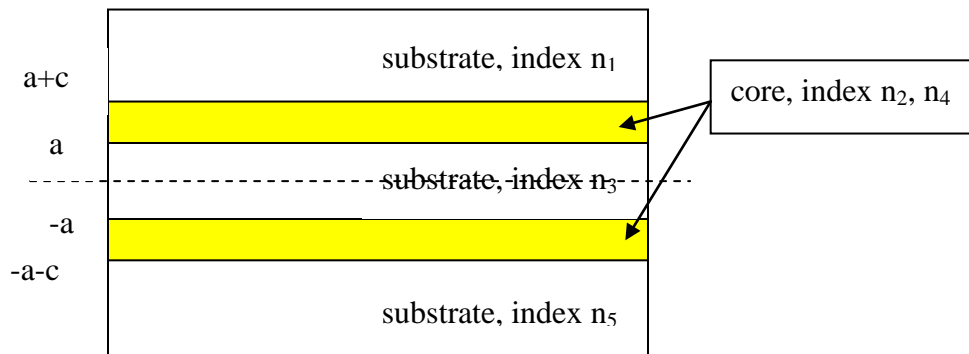 substrate, index n₁
a+c
core, index n₂, n₄
a
substrate, index n₃
-a
-a-c
substrate, index n₅